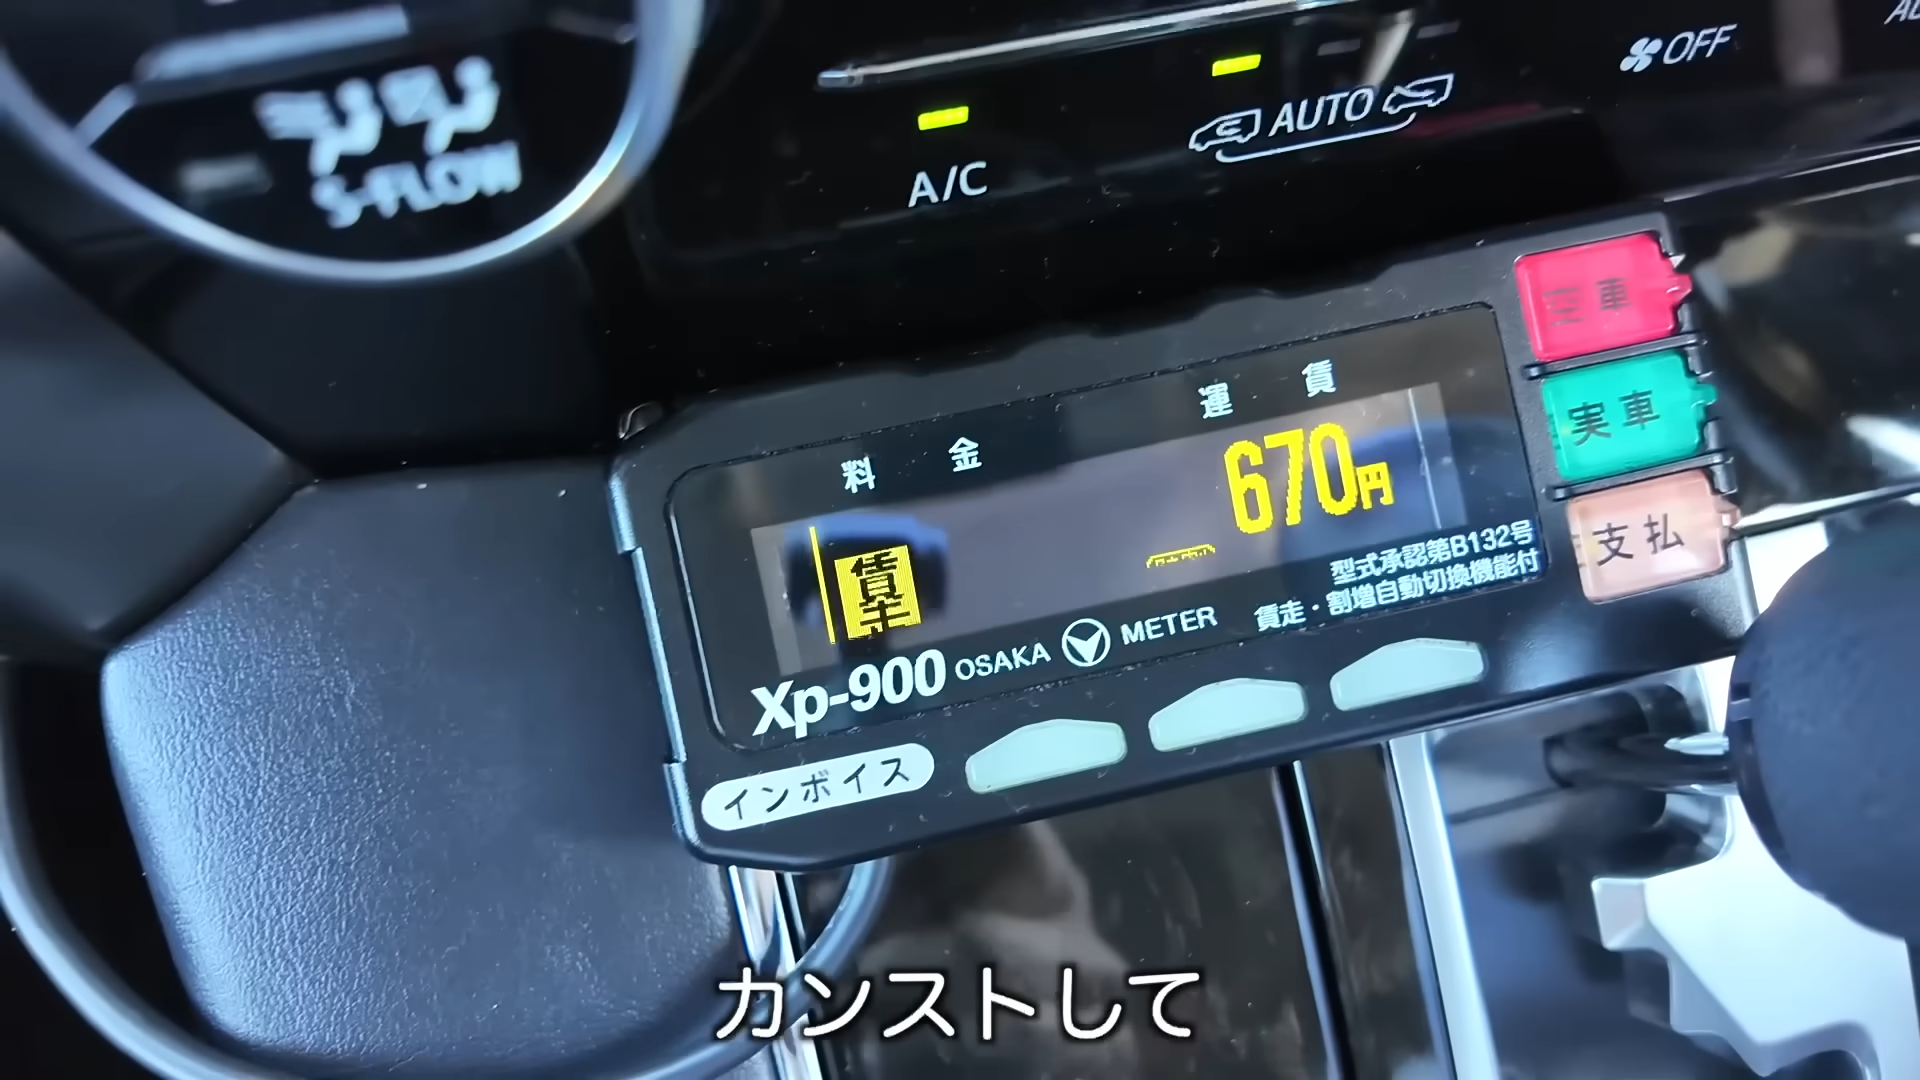 S-FLOW
A/C
AUTO
OFF
料金
運賃
670円
賃走
型式承認第B132号
賃走・割増自動切換機能付
Xp-900 OSAKA METER
インボイス
空車
実車
支払
カンストして